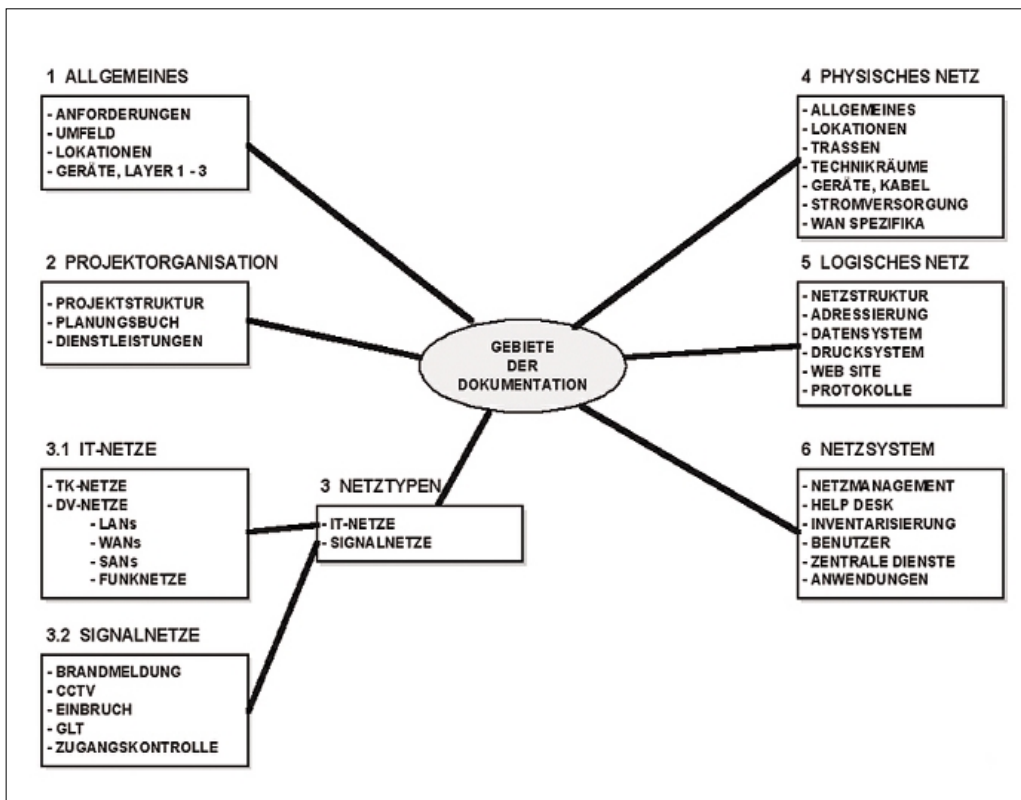 1 ALLGEMEINES
- ANFORDERUNGEN
- UMFELD
- LOKATIONEN
- GERÄTE, LAYER 1 - 3
2 PROJEKTORGANISATION
- PROJEKTSTRUKTUR
- PLANUNGSBUCH
- DIENSTLEISTUNGEN
GEBIETE
DER
DOKUMENTATION
3 NETZTYPEN
- IT-NETZE
- SIGNALNETZE
3.1 IT-NETZE
- TK-NETZE
- DV-NETZE
- LANs
- WANs
- SANs
- FUNKNETZE
3.2 SIGNALNETZE
- BRANDMELDUNG
- CCTV
- EINBRUCH
- GLT
- ZUGANGSKONTROLLE
4 PHYSISCHES NETZ
- ALLGEMEINES
- LOKATIONEN
- TRASSEN
- TECHNIKRÄUME
- GERÄTE, KABEL
- STROMVERSORGUNG
- WAN SPEZIFIKA
5 LOGISCHES NETZ
- NETZSTRUKTUR
- ADRESSIERUNG
- DATENSYSTEM
- DRUCKSYSTEM
- WEB SITE
- PROTOKOLLE
6 NETZSYSTEM
- NETZMANAGEMENT
- HELP DESK
- INVENTARISIERUNG
- BENUTZER
- ZENTRALE DIENSTE
- ANWENDUNGEN